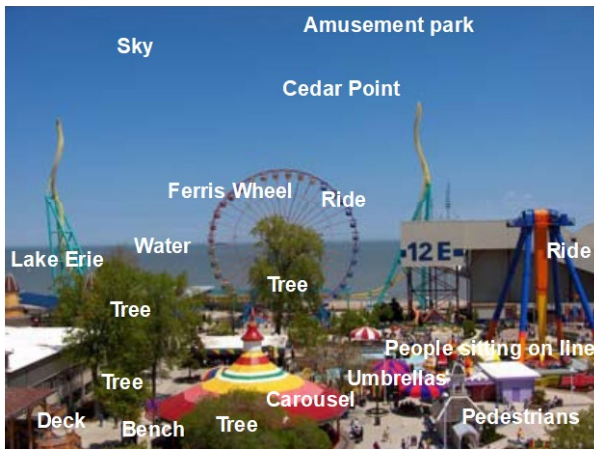 Amusement park
Sky
Cedar Point
Ferris Wheel
Ride
Water
Lake Erie
12 E
Ride
Tree
Tree
People sitting on line
Tree
Umbrellas
Carousel
Deck
Bench
Tree
Pedestrians